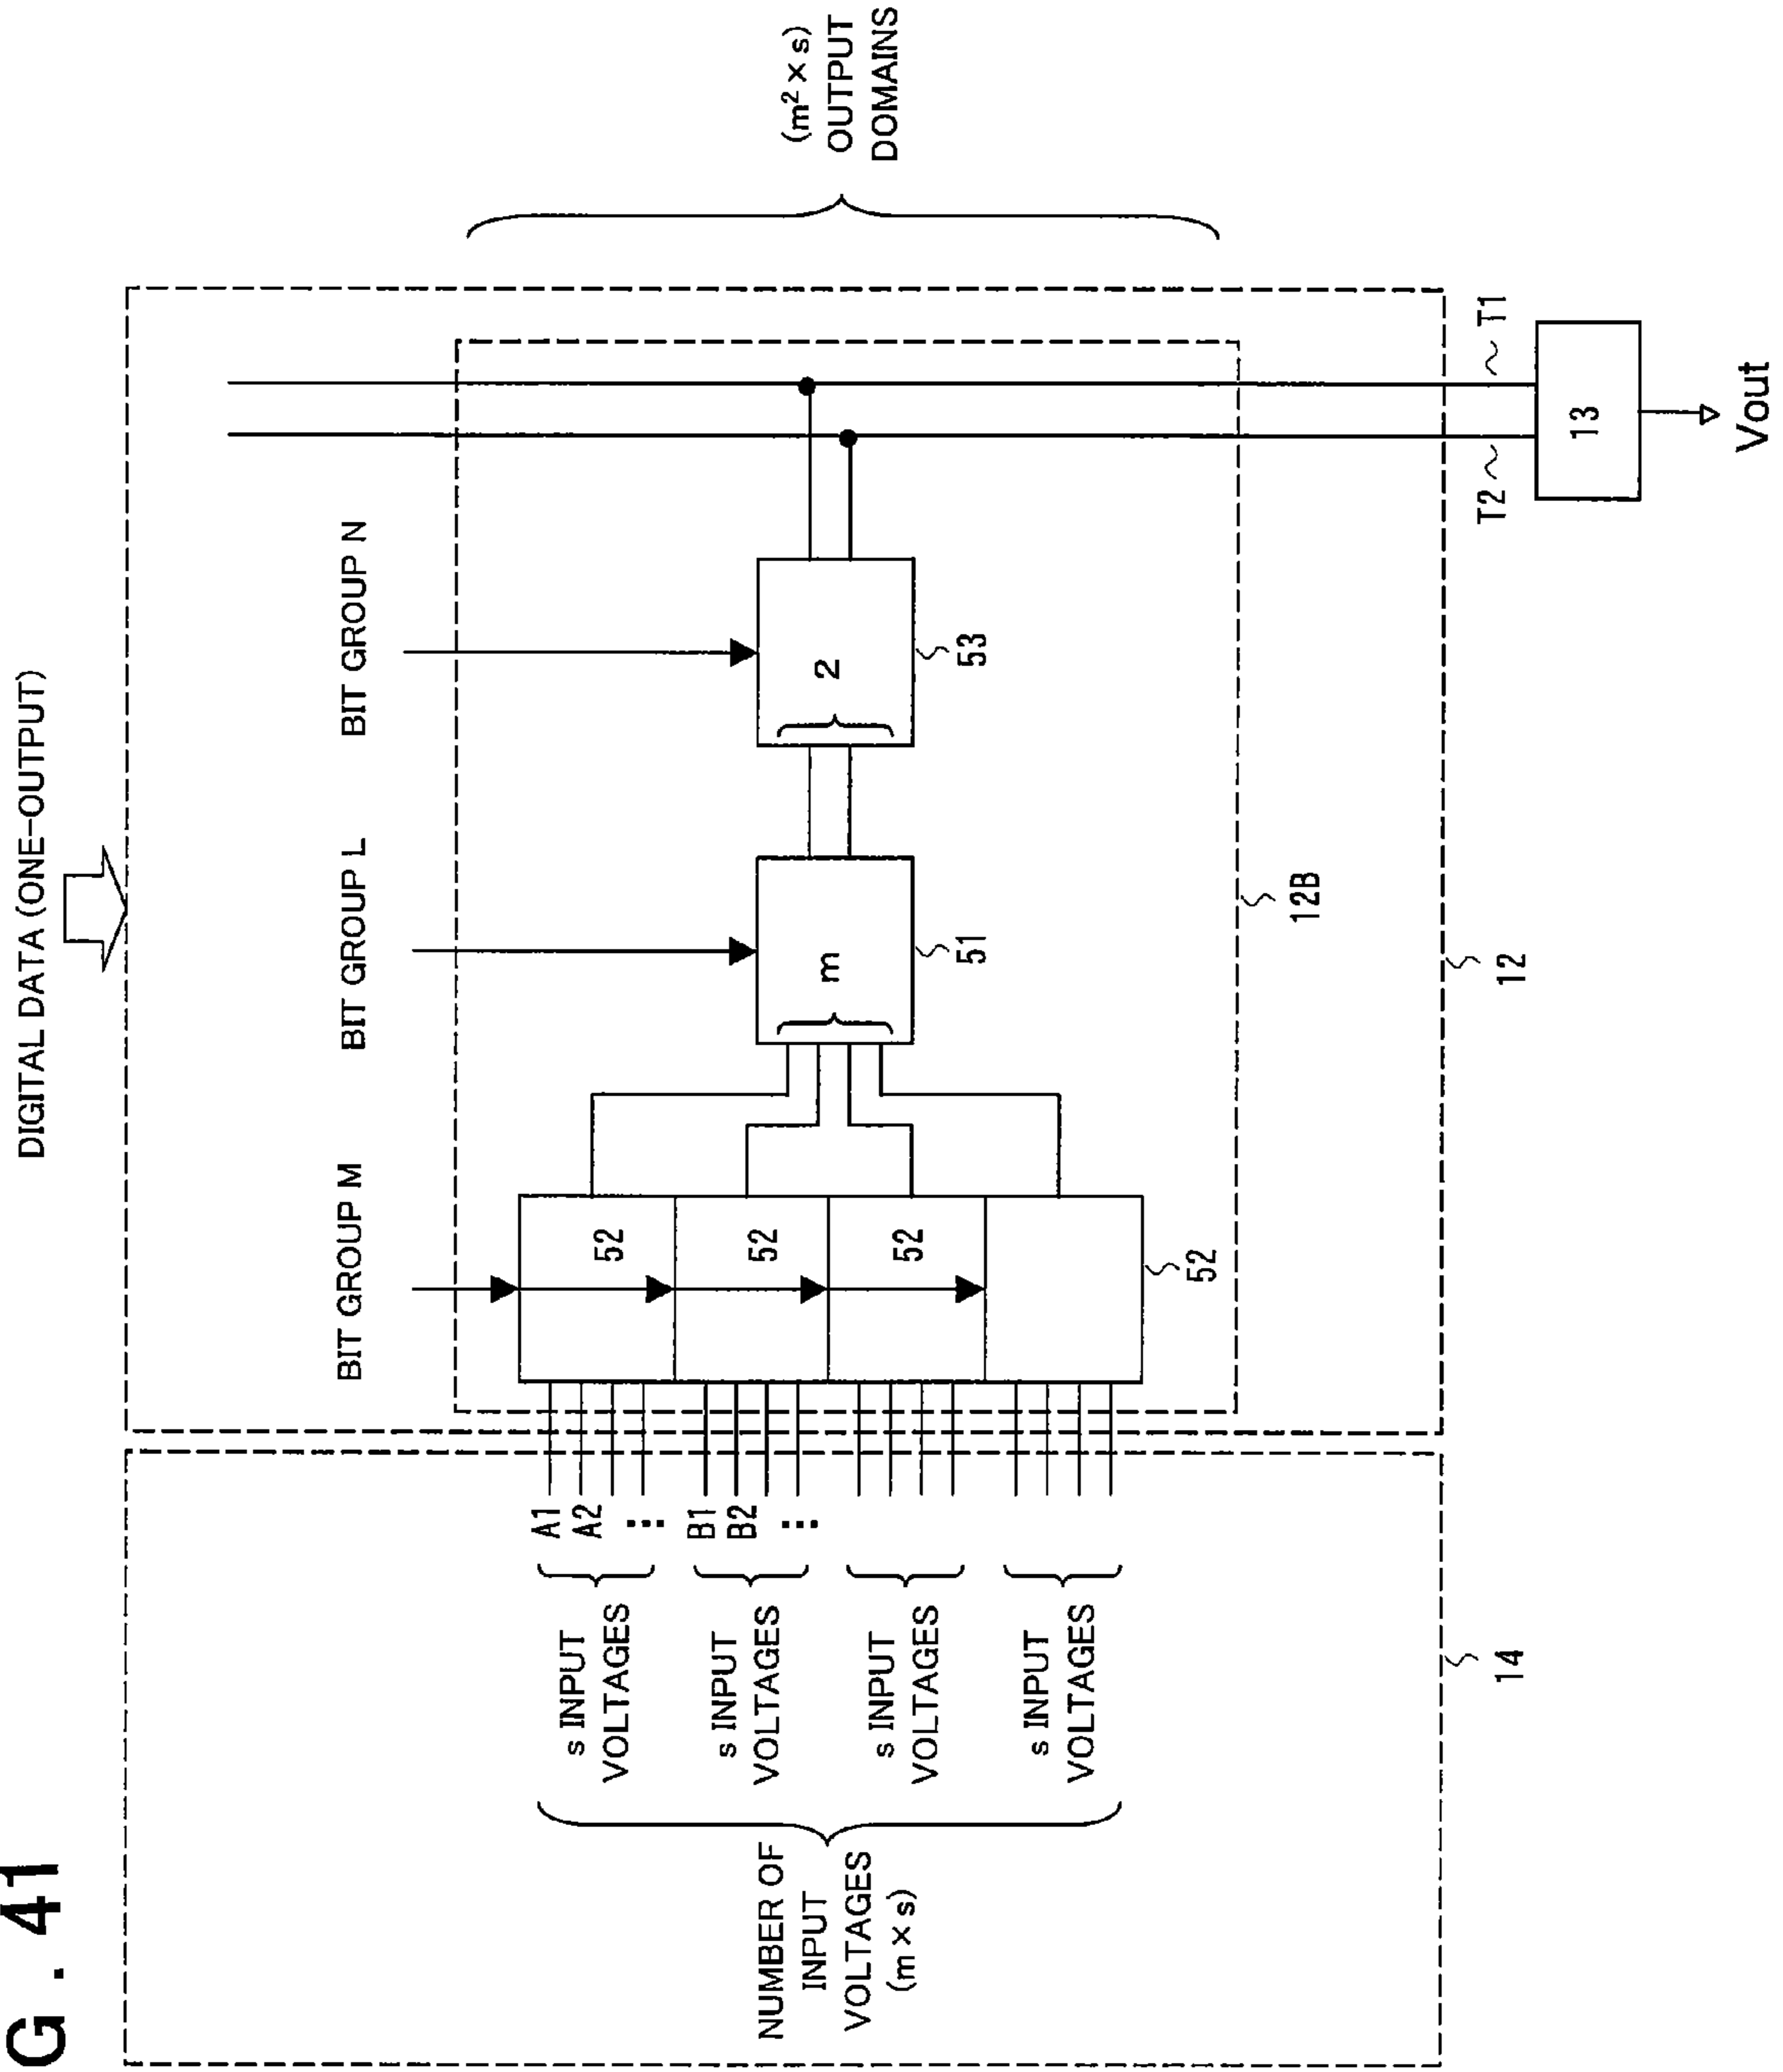 G . 41
DIGITAL DATA (ONE-OUTPUT)
BIT GROUP M
BIT GROUP L
BIT GROUP N
(m² × s)
OUTPUT
DOMAINS
NUMBER OF
INPUT
VOLTAGES
(m × s)
s INPUT
VOLTAGES
s INPUT
VOLTAGES
s INPUT
VOLTAGES
s INPUT
VOLTAGES
A1
A2
⋮
B1
B2
⋮
52
52
52
52
m
51
2
53
12B
12
14
T2
T1
13
Vout